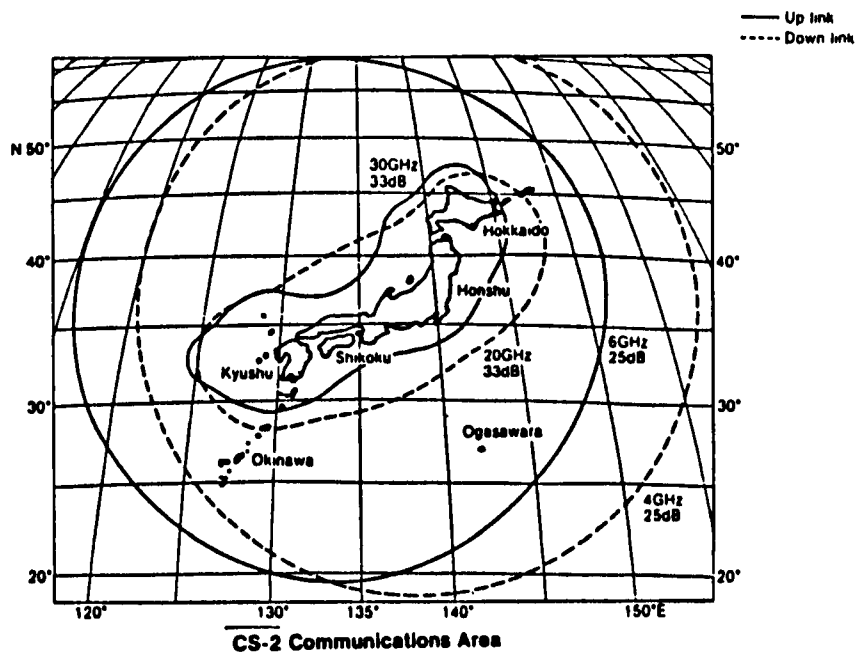 Up link
Down link
N 50°
50°
30GHz
33dB
Hokkaido
40°
40°
Honshu
6GHz
25dB
20GHz
33dB
Shikoku
Kyushu
30°
30°
Ogasawara
Okinawa
4GHz
25dB
20°
20°
120°
130°
135°
140°
150°E
CS-2 Communications Area